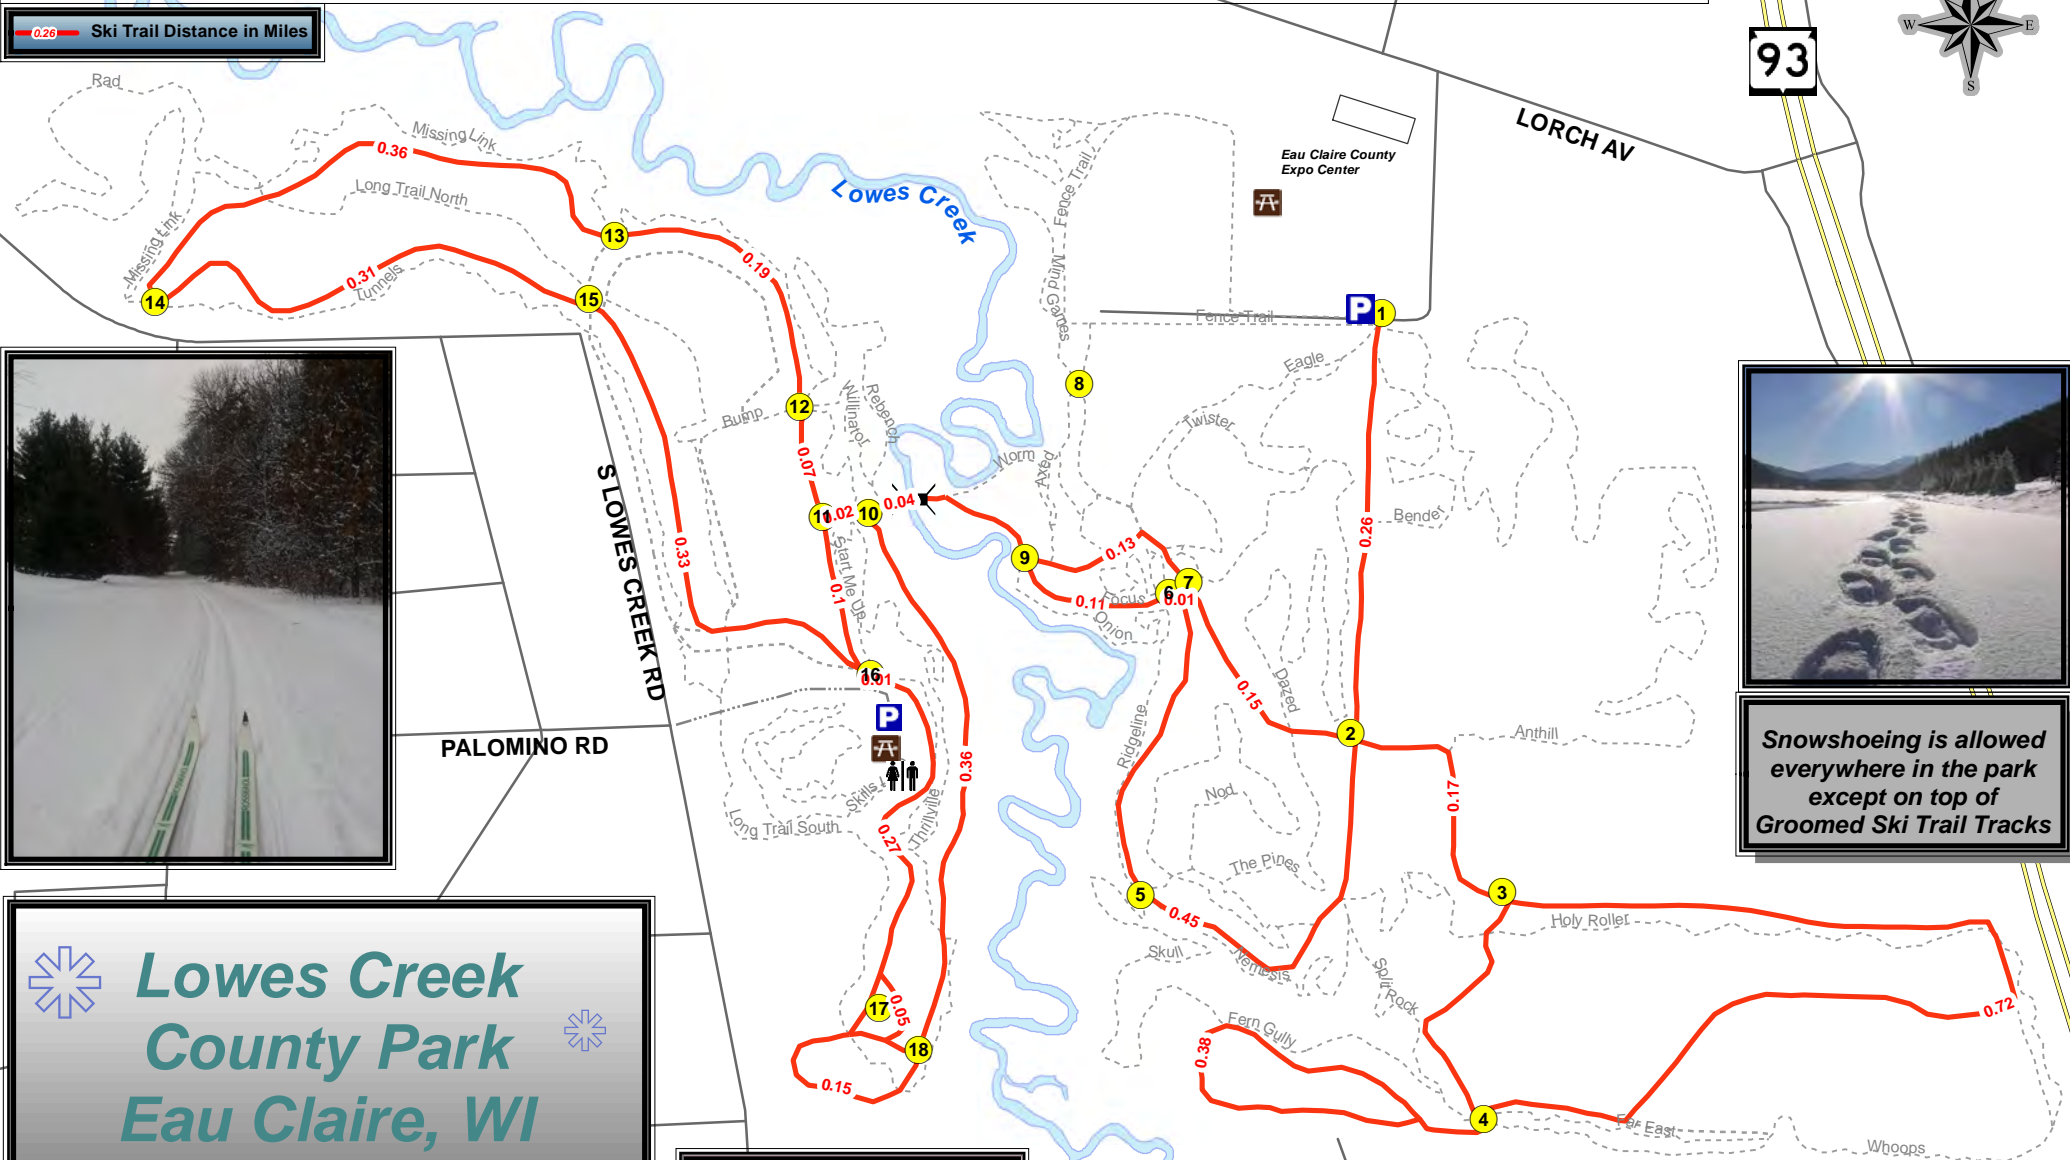 0.26 Ski Trail Distance in Miles
W
E
S
93
LORCH AV
Eau Claire County
Expo Center
Rad
Missing Link
0.36
Long Trail North
Missing Link
Lowes Creek
Fence Trail
Mind Games
13
0.19
0.31
Tunnels
14
15
P
1
Fence Trail
Eagle
8
12
Bump
Wullinator
Rebench
Twister
Worm
Axed
0.07
11
0.02
10
0.04
Bender
0.26
S LOWES CREEK RD
0.33
Start Me Up
0.1
9
0.13
7
6
0.01
Focus
0.11
Onion
16
0.01
P
Dazed
0.15
2
Anthill
Ridgeline
PALOMINO RD
0.36
0.17
Skills
Nod
Long Trail South
Thrillville
0.27
The Pines
Snowshoeing is allowed
everywhere in the park
except on top of
Groomed Ski Trail Tracks
5
0.45
3
Holy Roller
Skull
Nemesis
Split Rock
17
0.05
0.72
Fern Gully
0.38
18
0.15
4
Far East
Whoops
Lowes Creek
County Park
Eau Claire, WI